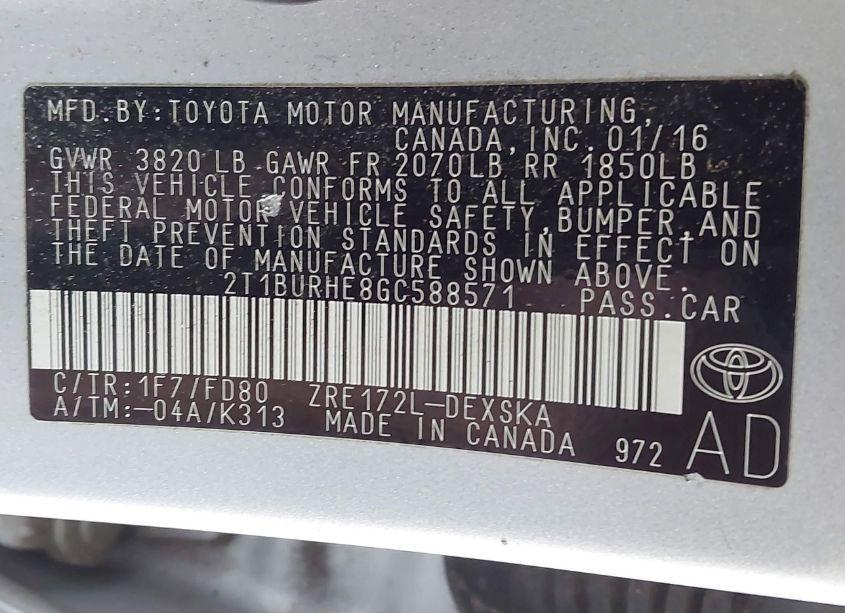 MFD.BY:TOYOTA MOTOR MANUFACTURING,
CANADA,INC.01/16
GVWR 3820LB GAWR FR 2070LB RR 1850LB
THIS VEHICLE CONFORMS TO ALL APPLICABLE
FEDERAL MOTOR VEHICLE SAFETY,BUMPER,AND
THEFT PREVENTION STANDARDS IN EFFECT ON
THE DATE OF MANUFACTURE SHOWN ABOVE.
2T1BURHE8GC588571 PASS.CAR
C/TR:1F7/FD80 ZRE172L-DEXSKA
A/TM:-04A/K313 MADE IN CANADA 972 AD